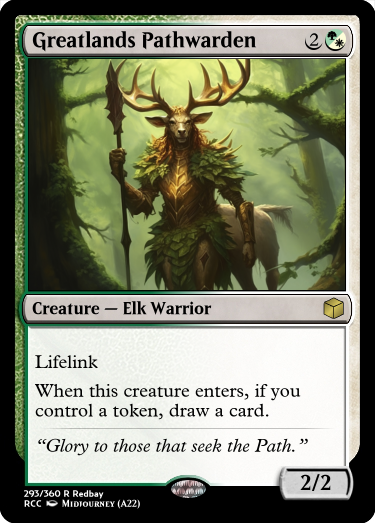 Greatlands Pathwarden 2
Creature — Elk Warrior
Lifelink
When this creature enters, if you
control a token, draw a card.
“Glory to those that seek the Path.”
2/2
293/360 R Redbay
RCC Midjourney (A22)